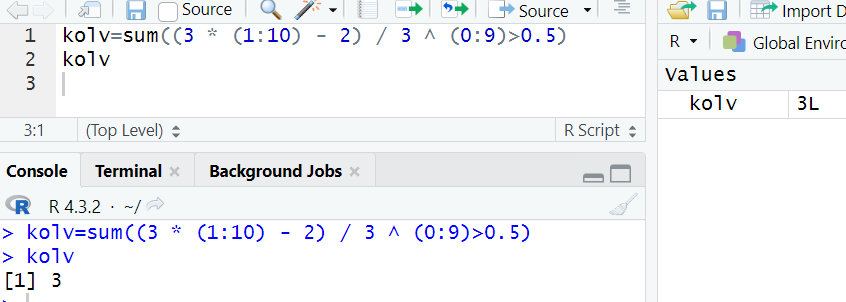 Source
Source
Import D
1 kolv=sum((3 * (1:10) - 2) / 3 ^ (0:9)>0.5)
2 kolv
3
R
Global Enviro
Values
kolv 3L
3:1 (Top Level) R Script
Console Terminal Background Jobs
R R 4.3.2 · ~/
> kolv=sum((3 * (1:10) - 2) / 3 ^ (0:9)>0.5)
> kolv
[1] 3
>